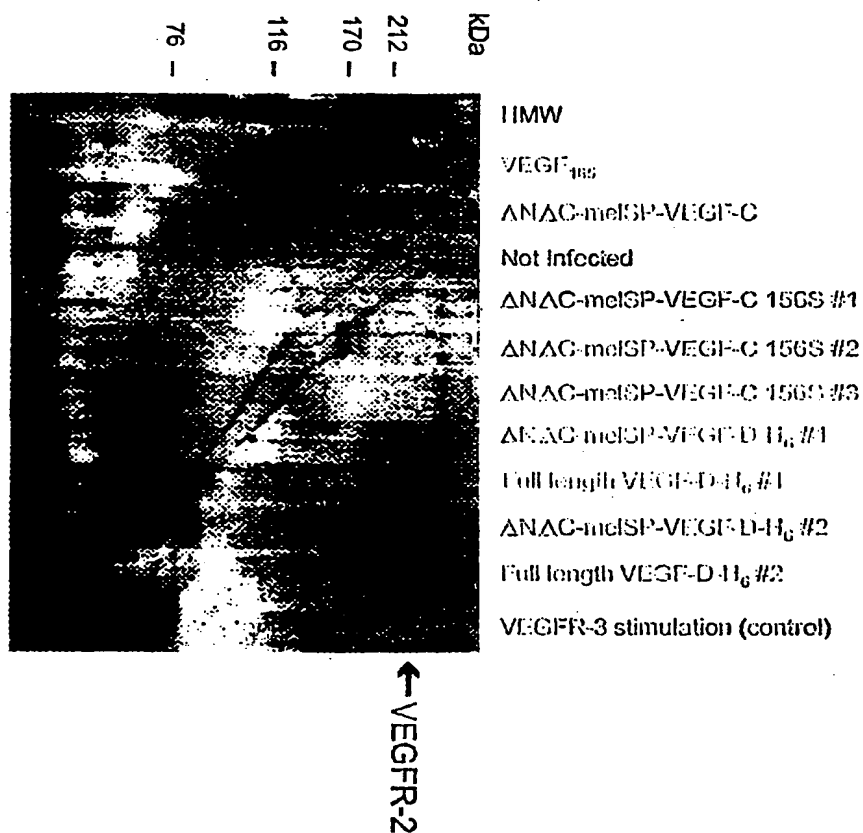 kDa
212 –
170 –
116 –
76 –
HMW
VEGF₁₆₅
ΔNΔC-melSP-VEGF-C
Not Infected
ΔNΔC-melSP-VEGF-C 156S #1
ΔNΔC-melSP-VEGF-C 156S #2
ΔNΔC-melSP-VEGF-C 156S #3
ΔNΔC-melSP-VEGF-D-H₆ #1
Full length VEGF-D-H₆ #1
ΔNΔC-melSP-VEGF-D-H₆ #2
Full length VEGF-D-H₆ #2
VEGFR-3 stimulation (control)
← VEGFR-2